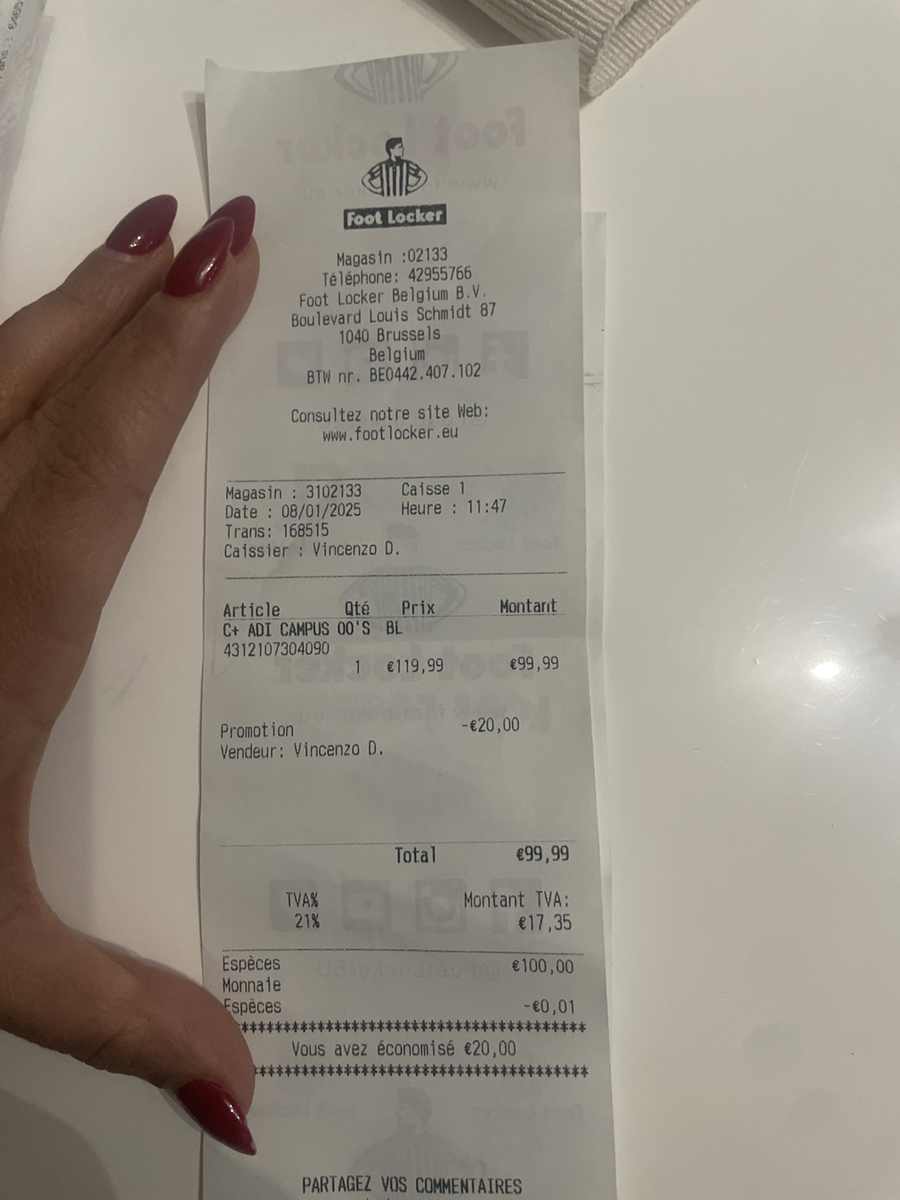 Foot Locker
Magasin :02133
Téléphone: 42955766
Foot Locker Belgium B.V.
Boulevard Louis Schmidt 87
1040 Brussels
Belgium
BTW nr. BE0442.407.102
Consultez notre site Web:
www.footlocker.eu
Magasin : 3102133 Caisse 1
Date : 08/01/2025 Heure : 11:47
Trans: 168515
Caissier : Vincenzo D.
Article Qté Prix Montant
C+ ADI CAMPUS 00'S BL
4312107304090
1 €119,99 €99,99
Promotion -€20,00
Vendeur: Vincenzo D.
Total €99,99
TVA% Montant TVA:
21% €17,35
Espèces €100,00
Monnaie
Espèces -€0,01
******************************************
Vous avez économisé €20,00
******************************************
PARTAGEZ VOS COMMENTAIRES